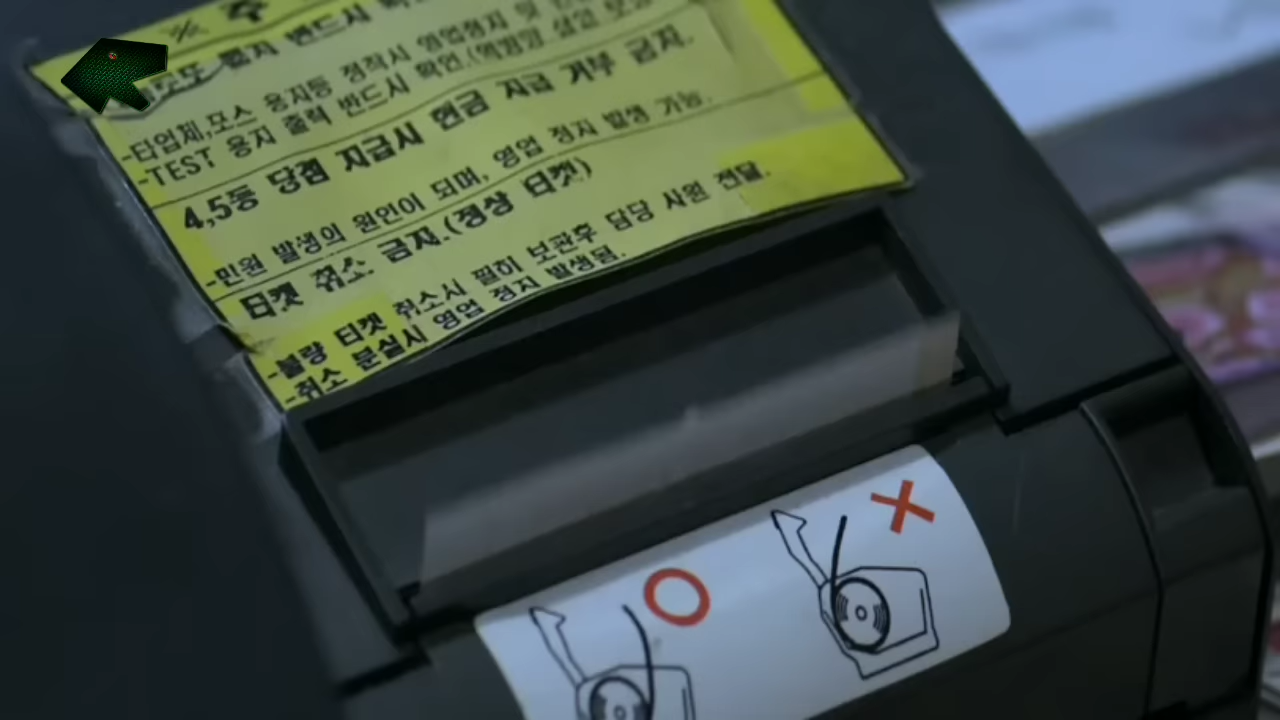 ※ 주
별지 반드시
-타업체,포스 용지등 정작시 영업정지 및
-TEST 용지 출력 반드시 확인.
4,5등 당첨 지급시 현금 지급 거부 금지.
-민원 발생의 원인이 되며, 영업 정지 발생 가능.
티켓 취소 금지.(정상 티켓)
-불량 티켓 취소시 필히 보관후 담당 사원 전달.
-취소 분실시 영업 정지 발생됨.